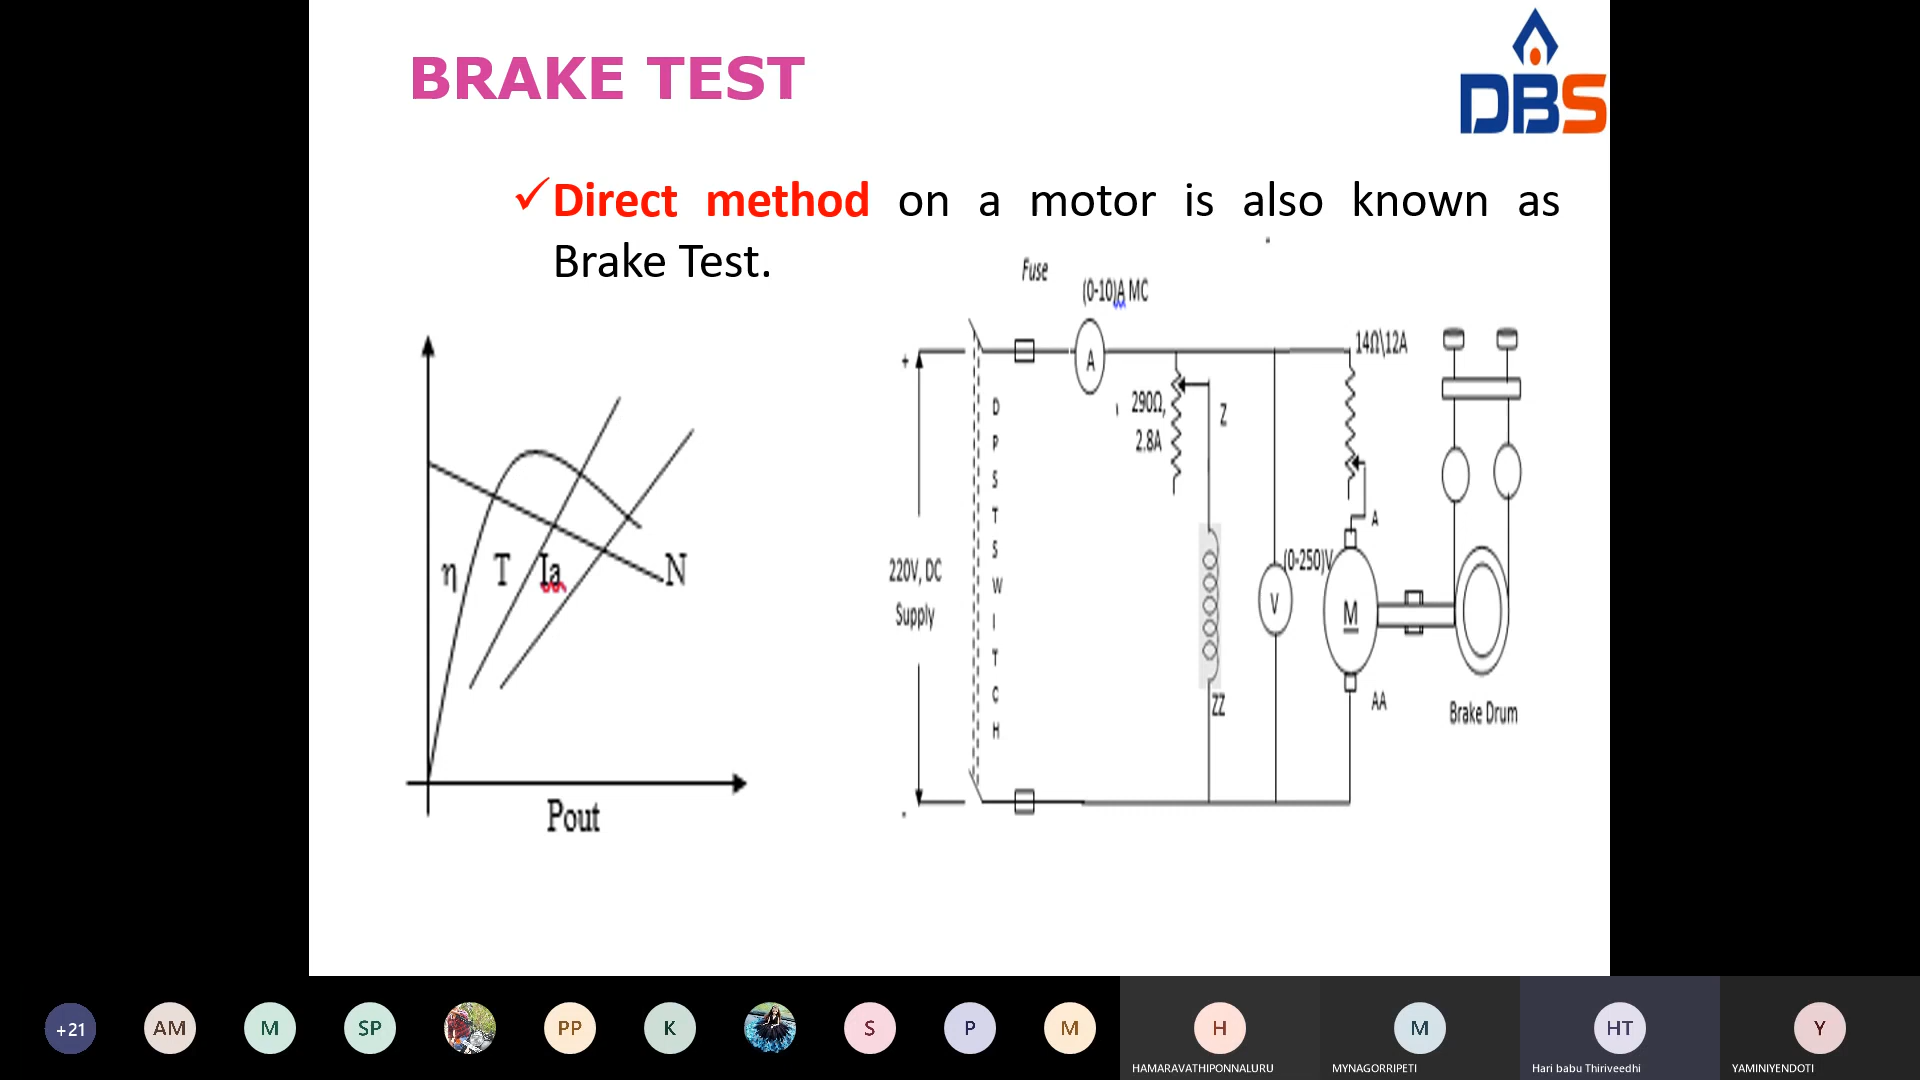 BRAKE TEST
DBS
✓Direct method on a motor is also known as
Brake Test.
Fuse
(0-10)A MC
14Ω\12A
+
A
290Ω,
2.8A
Z
DPSTSWITCH
A
η T Ia N
220V, DC
Supply
(0-250)V
V
M
ZZ
AA
Brake Drum
Pout
+21
AM
M
SP
PP
K
S
P
M
H
M
HT
Y
HAMARAVATHIPONNALURU
MYNAGORRIPETI
Hari babu Thiriveedhi
YAMINIYENDOTI